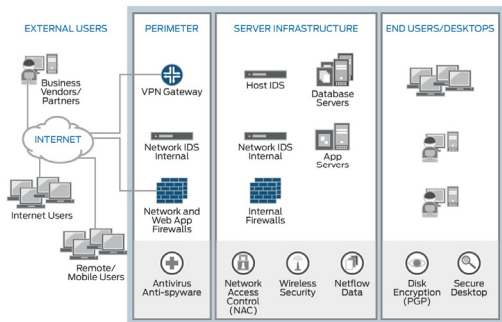 EXTERNAL USERS
PERIMETER
SERVER INFRASTRUCTURE
END USERS/DESKTOPS
Business
Vendors/
Partners
VPN Gateway
Host IDS
Database
Servers
INTERNET
Network IDS
Internal
Network IDS
Internal
App
Servers
Internet Users
Network and
Web App
Firewalls
Internal
Firewalls
Remote/
Mobile Users
Antivirus
Anti-spyware
Network
Access
Control
(NAC)
Wireless
Security
Netflow
Data
Disk
Encryption
(PGP)
Secure
Desktop